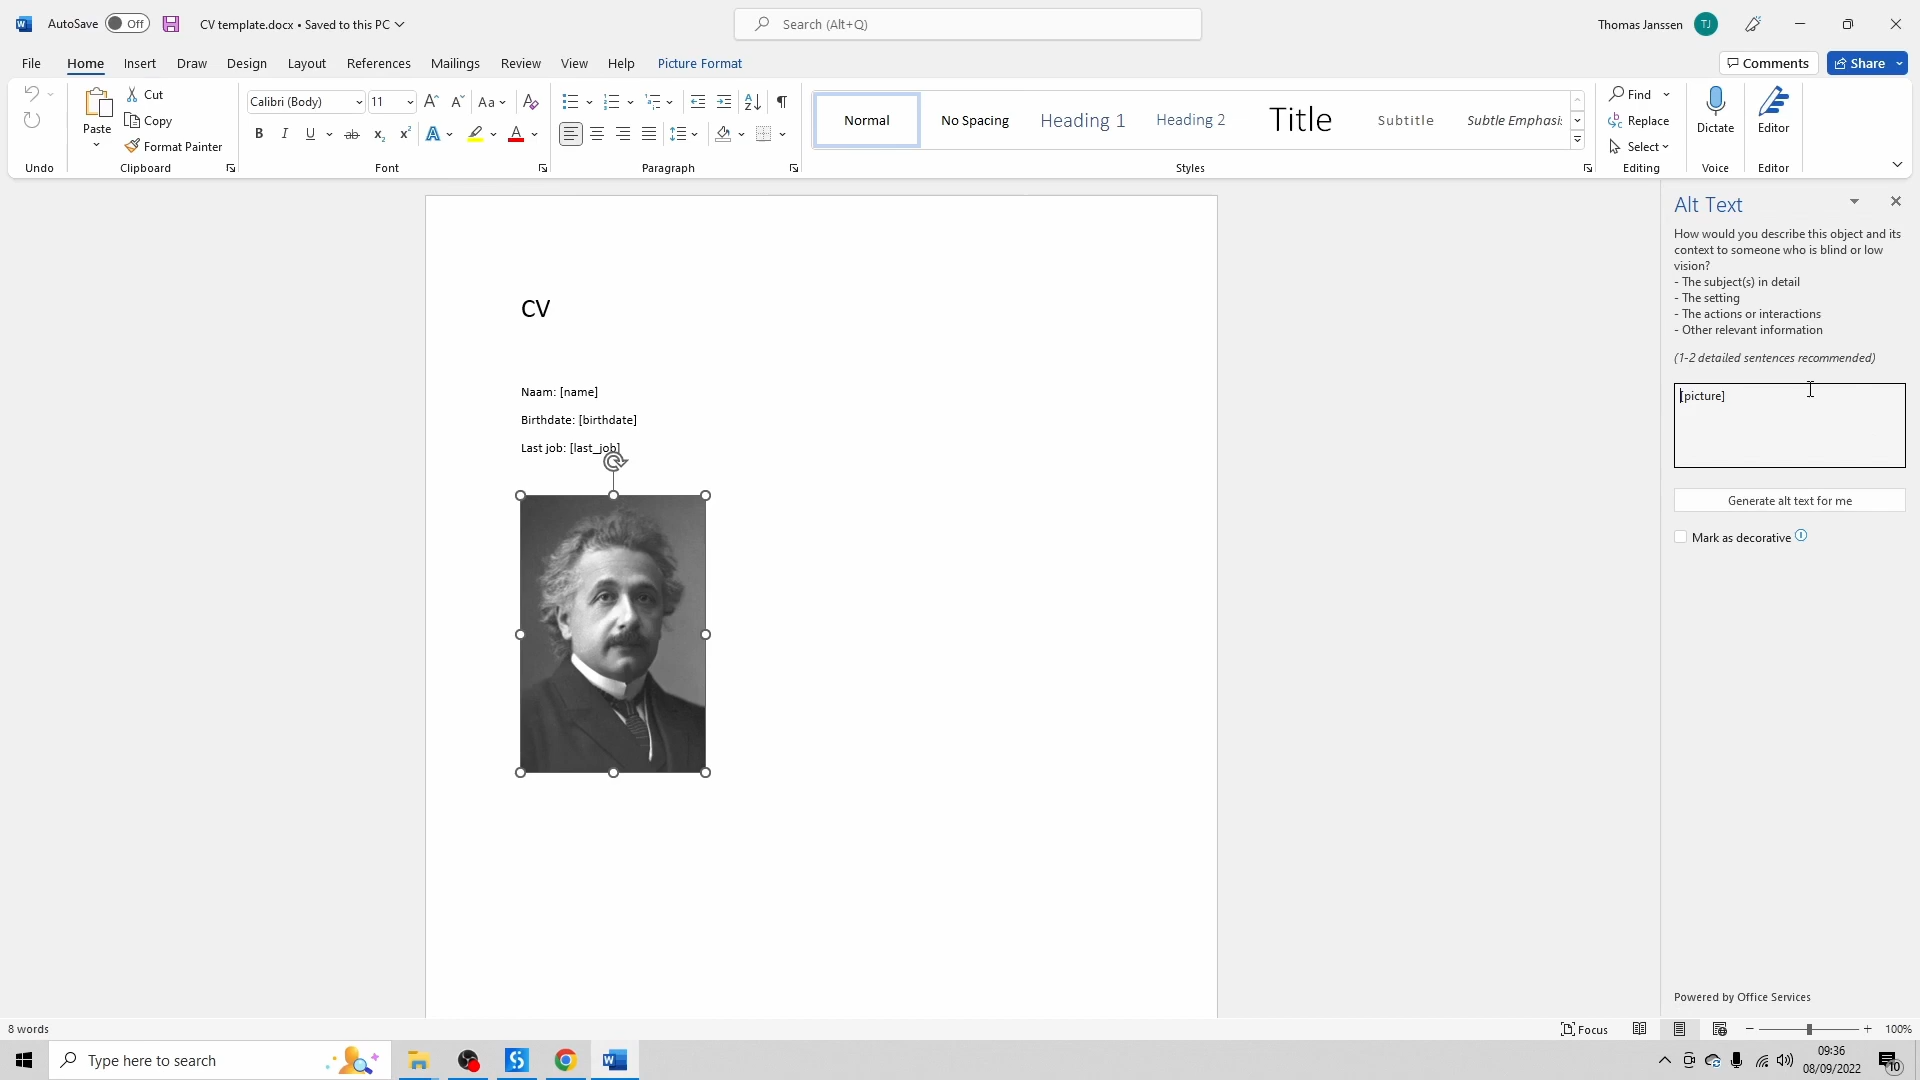 AutoSave Off CV template.docx • Saved to this PC Search (Alt+Q) Thomas Janssen TJ
File Home Insert Draw Design Layout References Mailings Review View Help Picture Format Comments Share
Paste Cut Copy Format Painter
Calibri (Body) 11
Normal No Spacing Heading 1 Heading 2 Title Subtitle Subtle Emphasi
Find Replace Select Dictate Editor
Undo Clipboard Font Paragraph Styles Editing Voice Editor
CV
Naam: [name]
Birthdate: [birthdate]
Last job: [last_job]
Alt Text
How would you describe this object and its
context to someone who is blind or low
vision?
- The subject(s) in detail
- The setting
- The actions or interactions
- Other relevant information
(1-2 detailed sentences recommended)
[picture]
Generate alt text for me
Mark as decorative
Powered by Office Services
8 words Focus 100%
Type here to search 09:36
08/09/2022 10